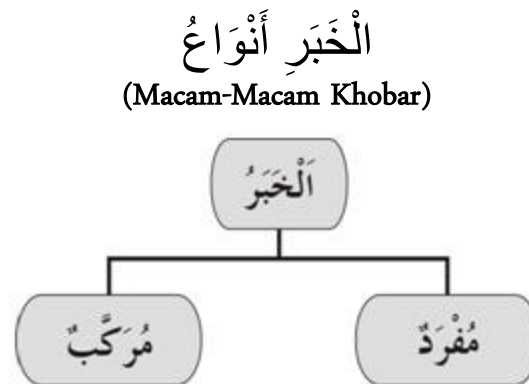 الْخَبَرِ أَنْوَاعُ
(Macam-Macam Khobar)
اَلْخَبَرُ
مُفْرَدٌ
مُرَكَّبٌ